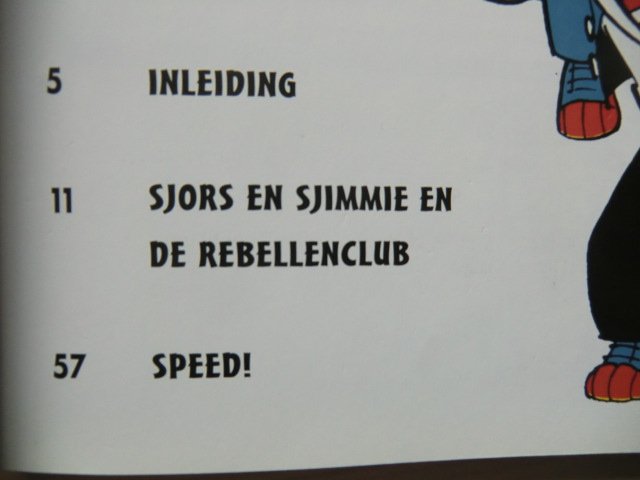 5 INLEIDING
11 SJORS EN SJIMMIE EN
DE REBELLENCLUB
57 SPEED!